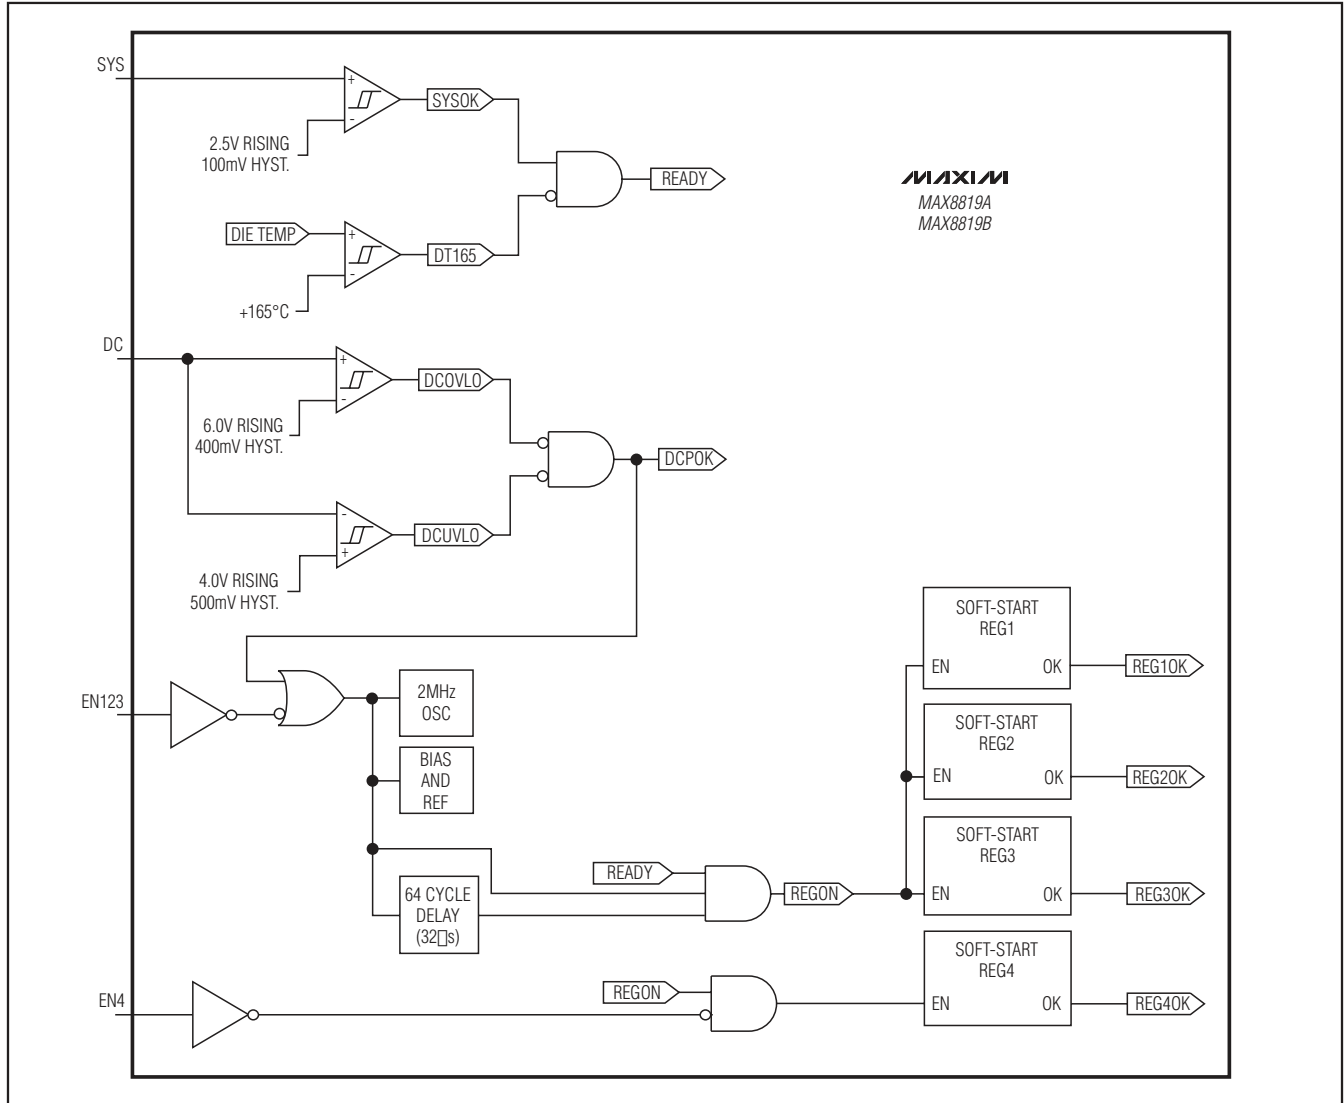 SYS
+
-
SYSOK
2.5V RISING
100mV HYST.
READY
MAXIM
MAX8819A
MAX8819B
DIE TEMP
+
-
DT165
+165°C
DC
+
-
DCOVLO
6.0V RISING
400mV HYST.
DCPOK
-
+
DCUVLO
4.0V RISING
500mV HYST.
EN123
2MHz
OSC
BIAS
AND
REF
64 CYCLE
DELAY
(32□s)
READY
REGON
SOFT-START
REG1
EN
OK
REG1OK
SOFT-START
REG2
EN
OK
REG2OK
SOFT-START
REG3
EN
OK
REG3OK
EN4
REGON
SOFT-START
REG4
EN
OK
REG4OK